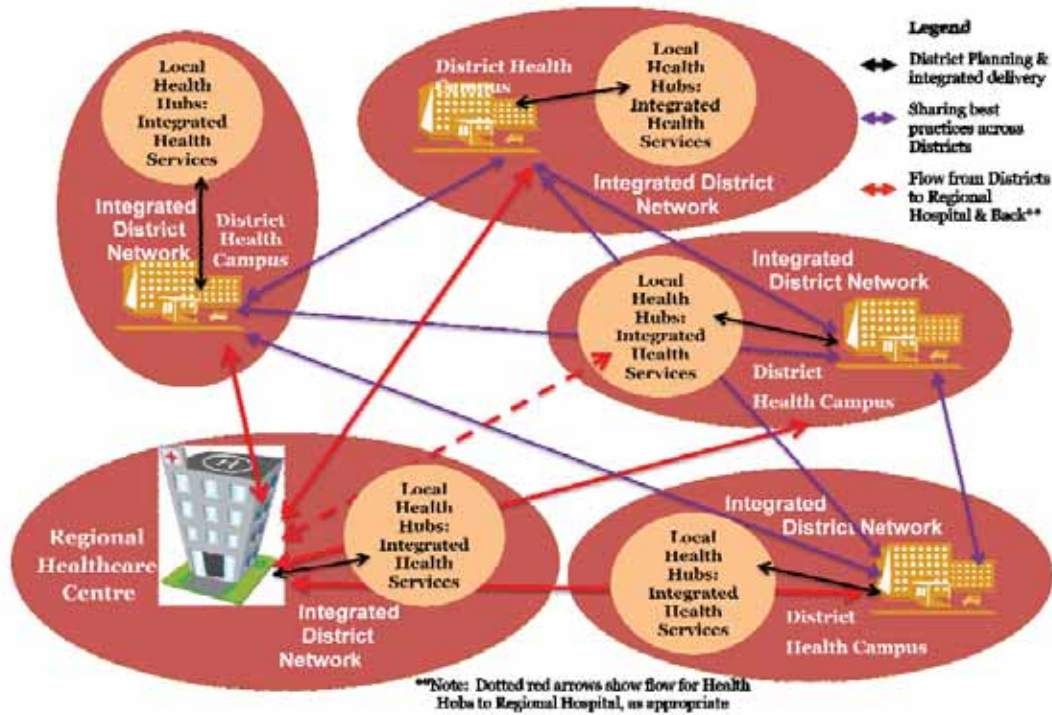 Local
Health
Hubs:
Integrated
Health
Services
Integrated
District
Network
District
Health
Campus
District Health
Campus
Local
Health
Hubs:
Integrated
Health
Services
Integrated District
Network
Legend
District Planning &
integrated delivery
Sharing best
practices across
Districts
Flow from Districts
to Regional
Hospital & Back**
Local
Health
Hubs:
Integrated
Health
Services
Integrated
District Network
District
Health Campus
Regional
Healthcare
Centre
H
Local
Health
Hubs:
Integrated
Health
Services
Integrated
District
Network
Local
Health
Hubs:
Integrated
Health
Services
Integrated
District Network
District
Health Campus
**Note: Dotted red arrows show flow for Health
Hubs to Regional Hospital, as appropriate